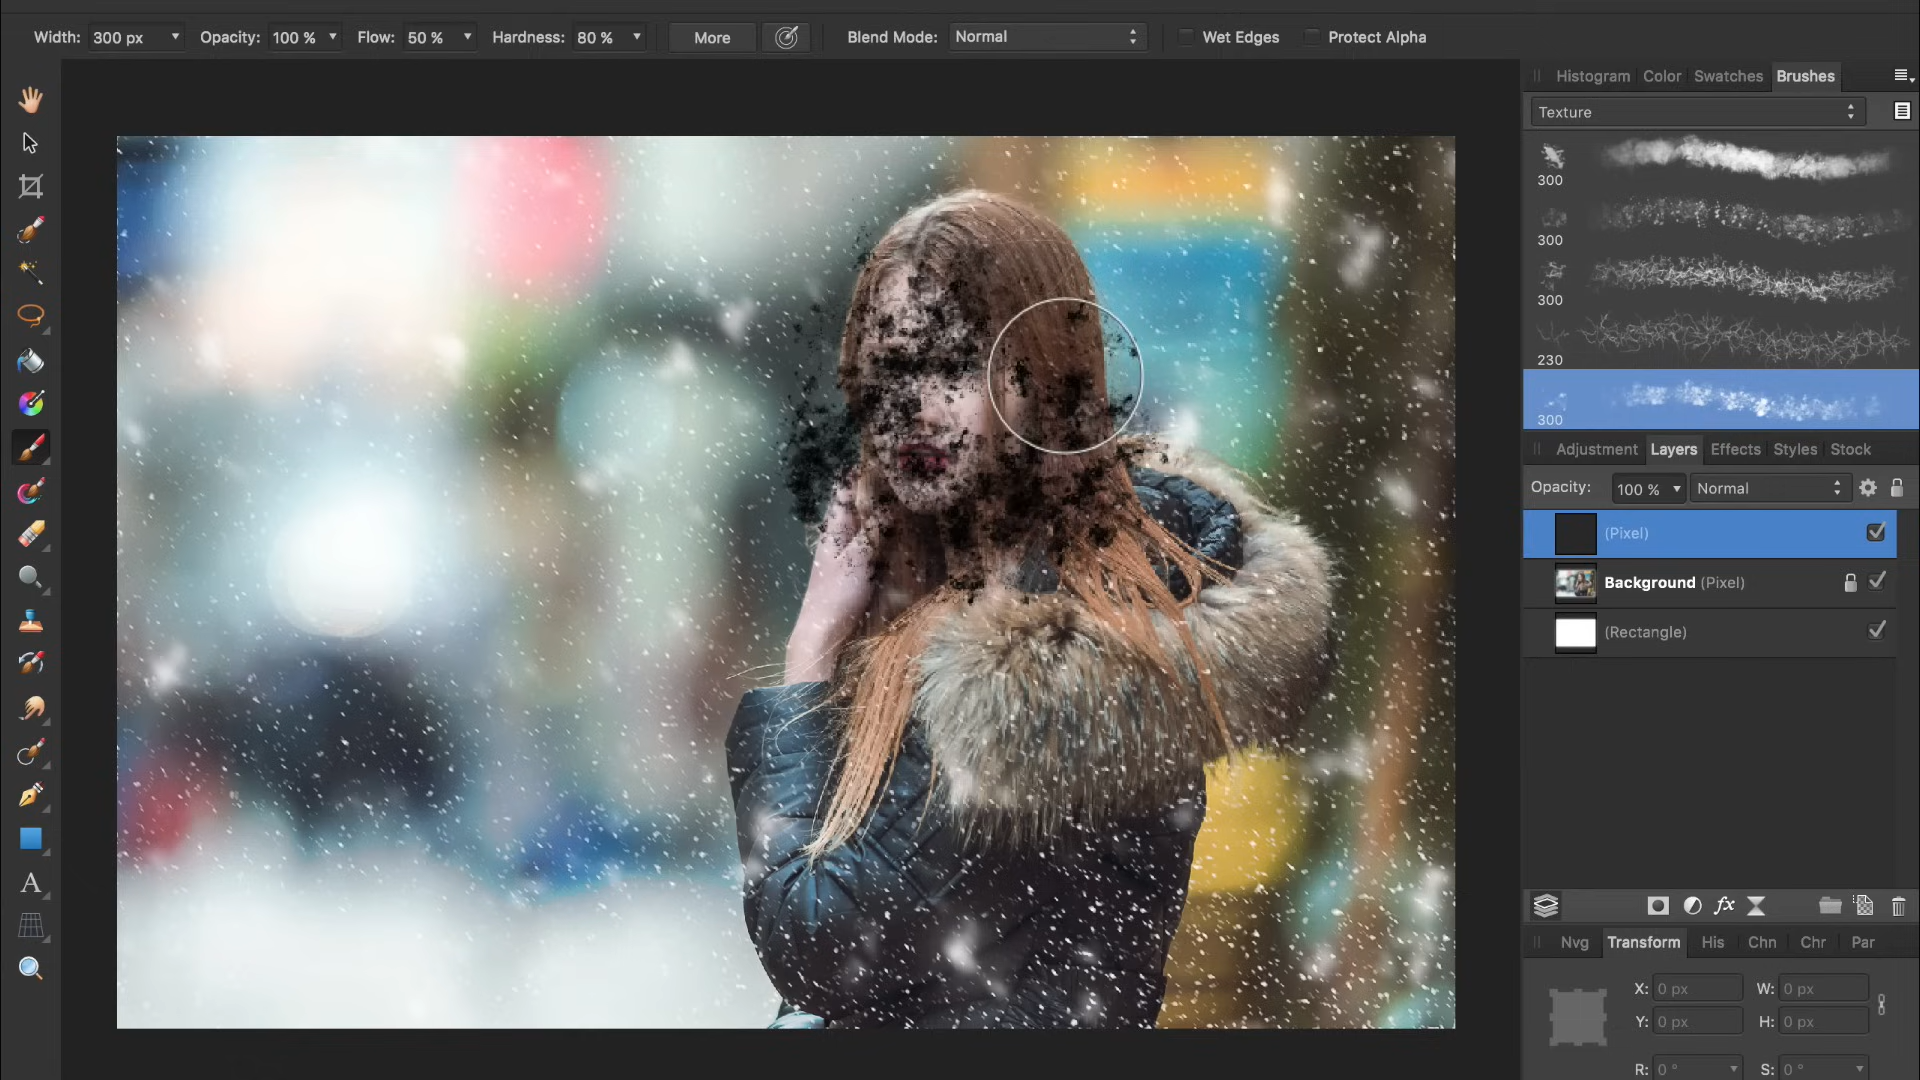 Width: 300 px Opacity: 100 % Flow: 50 % Hardness: 80 % More Blend Mode: Normal Wet Edges Protect Alpha
Histogram Color Swatches Brushes
Texture
300
300
300
230
300
Adjustment Layers Effects Styles Stock
Opacity: 100 % Normal
(Pixel)
Background (Pixel)
(Rectangle)
fx
Nvg Transform His Chn Chr Par
X: 0 px W: 0 px
Y: 0 px H: 0 px
R: 0 ° S: 0 °